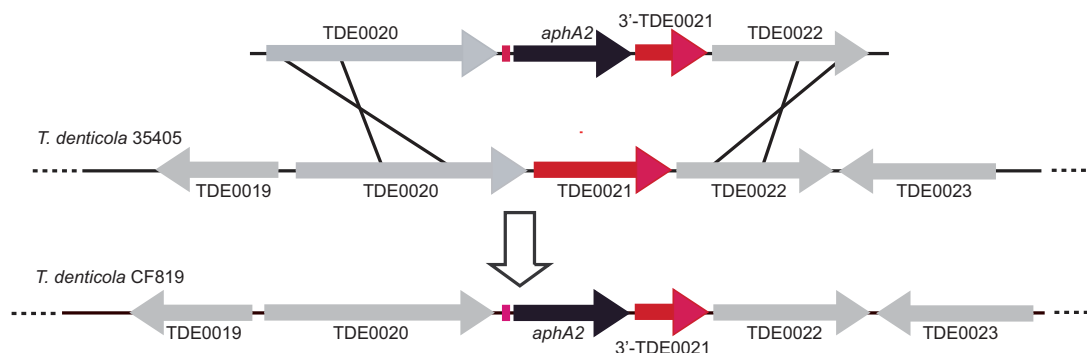 TDE0020 aphA2 3'-TDE0021 TDE0022
T. denticola 35405
TDE0019 TDE0020 TDE0021 TDE0022 TDE0023
T. denticola CF819
TDE0019 TDE0020 aphA2 3'-TDE0021 TDE0022 TDE0023